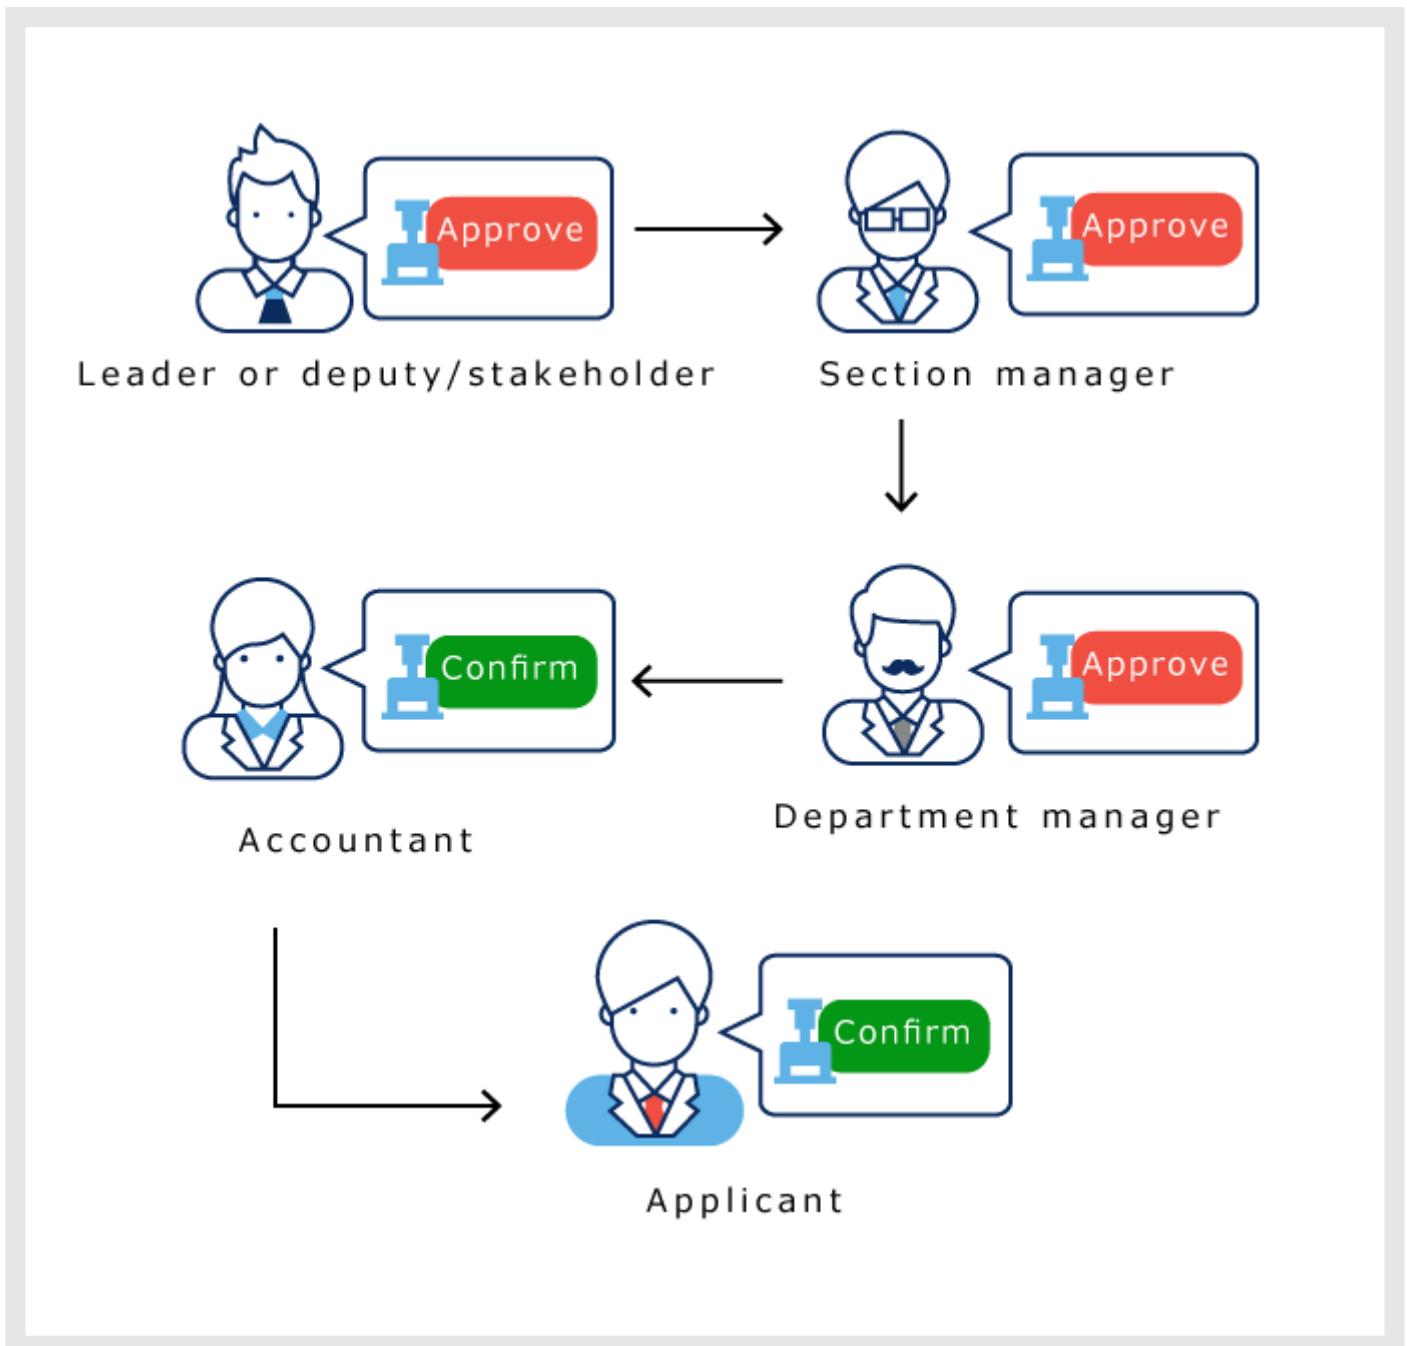 Approve
Approve
Leader or deputy/stakeholder
Section manager
Confirm
Approve
Accountant
Department manager
Confirm
Applicant